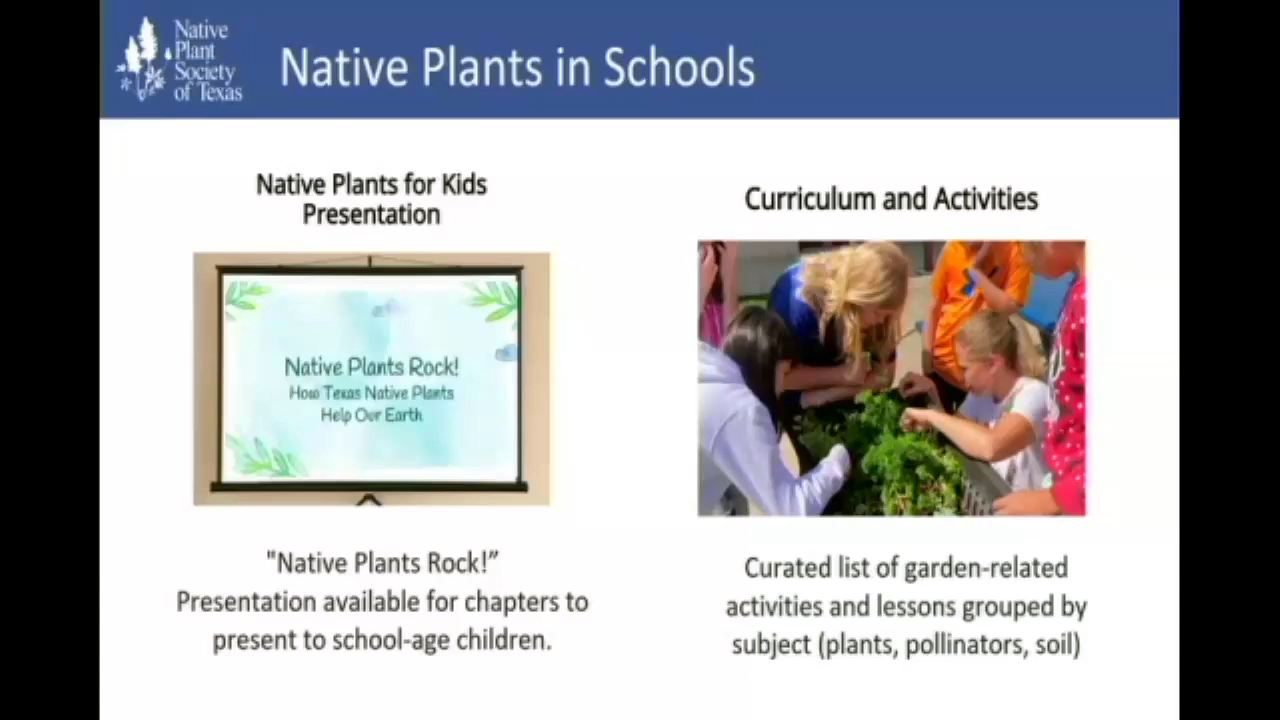 Native
Plant
Society
of Texas
Native Plants in Schools
Native Plants for Kids
Presentation
Native Plants Rock!
How Texas Native Plants
Help Our Earth
"Native Plants Rock!”
Presentation available for chapters to
present to school-age children.
Curriculum and Activities
Curated list of garden-related
activities and lessons grouped by
subject (plants, pollinators, soil)